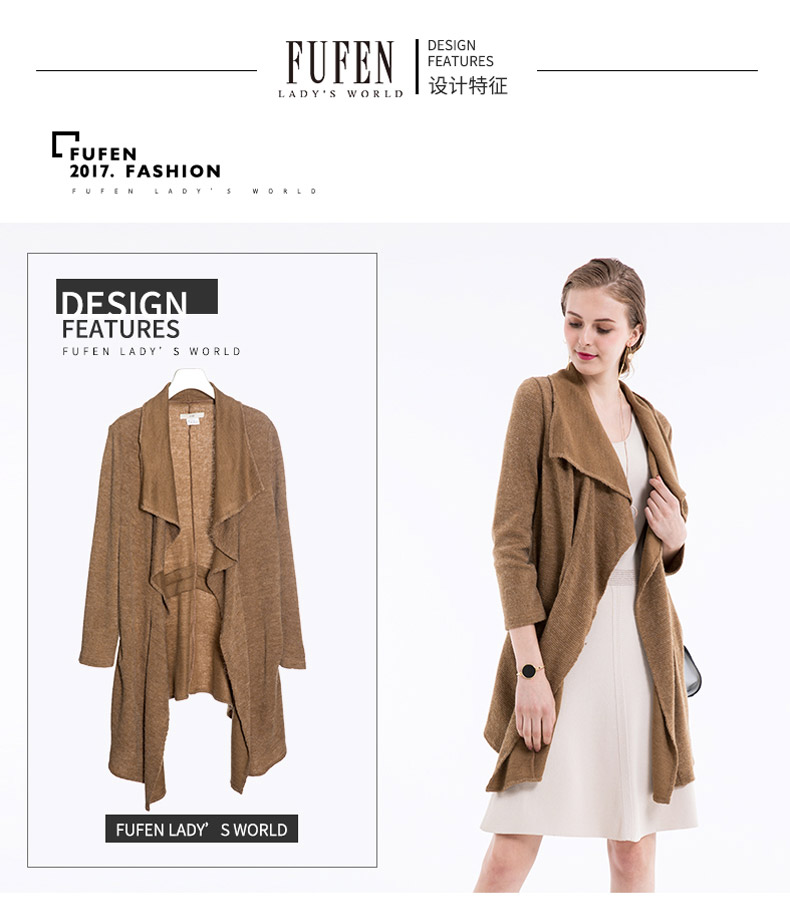 FUFEN
LADY'S WORLD
DESIGN
FEATURES
设计特征
FUFEN
2017. FASHION
FUFEN LADY'S WORLD
DESIGN
FEATURES
FUFEN LADY'S WORLD
FUFEN LADY'S WORLD